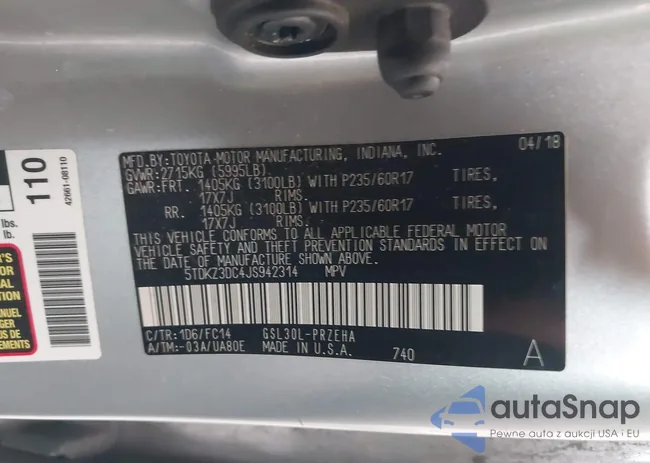 MFD.BY:TOYOTA MOTOR MANUFACTURING, INDIANA, INC. 04/18
GVWR:2715KG (5995LB)
GAWR:FRT. 1405KG (3100LB) WITH P235/60R17 TIRES,
17X7J RIMS.
RR. 1405KG (3100LB) WITH P235/60R17 TIRES,
17X7J RIMS.
THIS VEHICLE CONFORMS TO ALL APPLICABLE FEDERAL MOTOR
VEHICLE SAFETY AND THEFT PREVENTION STANDARDS IN EFFECT
ON THE DATE OF MANUFACTURE SHOWN ABOVE.
5TDKZ3DC4JS942314 MPV
C/TR:1D6/FC14 GSL30L-PRZEHA
A/TM:-03A/UA80E MADE IN U.S.A. 740 A
110
42661-08110
lbs.
lb.
MANUEL
autaSnap
Pewne auta z aukcji USA i EU